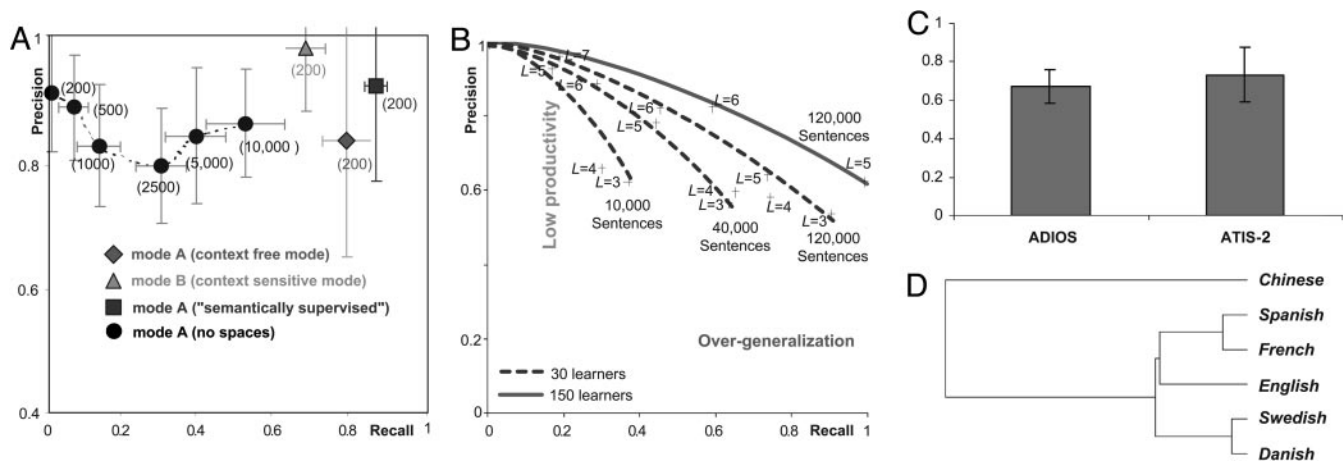 A
1
Precision
0.8
0.6
0.4
(200)
(500)
(1000)
(2500)
(5,000)
(10,000 )
(200)
(200)
(200)
mode A (context free mode)
mode B (context sensitive mode)
mode A ("semantically supervised")
mode A (no spaces)
0
0.2
0.4
0.6
0.8
Recall
1
B
1
Precision
0.6
0.4
0.2
0
Low productivity
L=7
L=5
L=6
L=6
L=5
L=6
120,000
Sentences
L=5
L=4
L=3
10,000
Sentences
L=4
L=3
40,000
Sentences
L=5
L=4
L=3
120,000
Sentences
Over-generalization
30 learners
150 learners
0
0.2
0.4
0.6
0.8
Recall
1
C
1
0.8
0.6
0.4
0.2
0
ADIOS
ATIS-2
D
Chinese
Spanish
French
English
Swedish
Danish